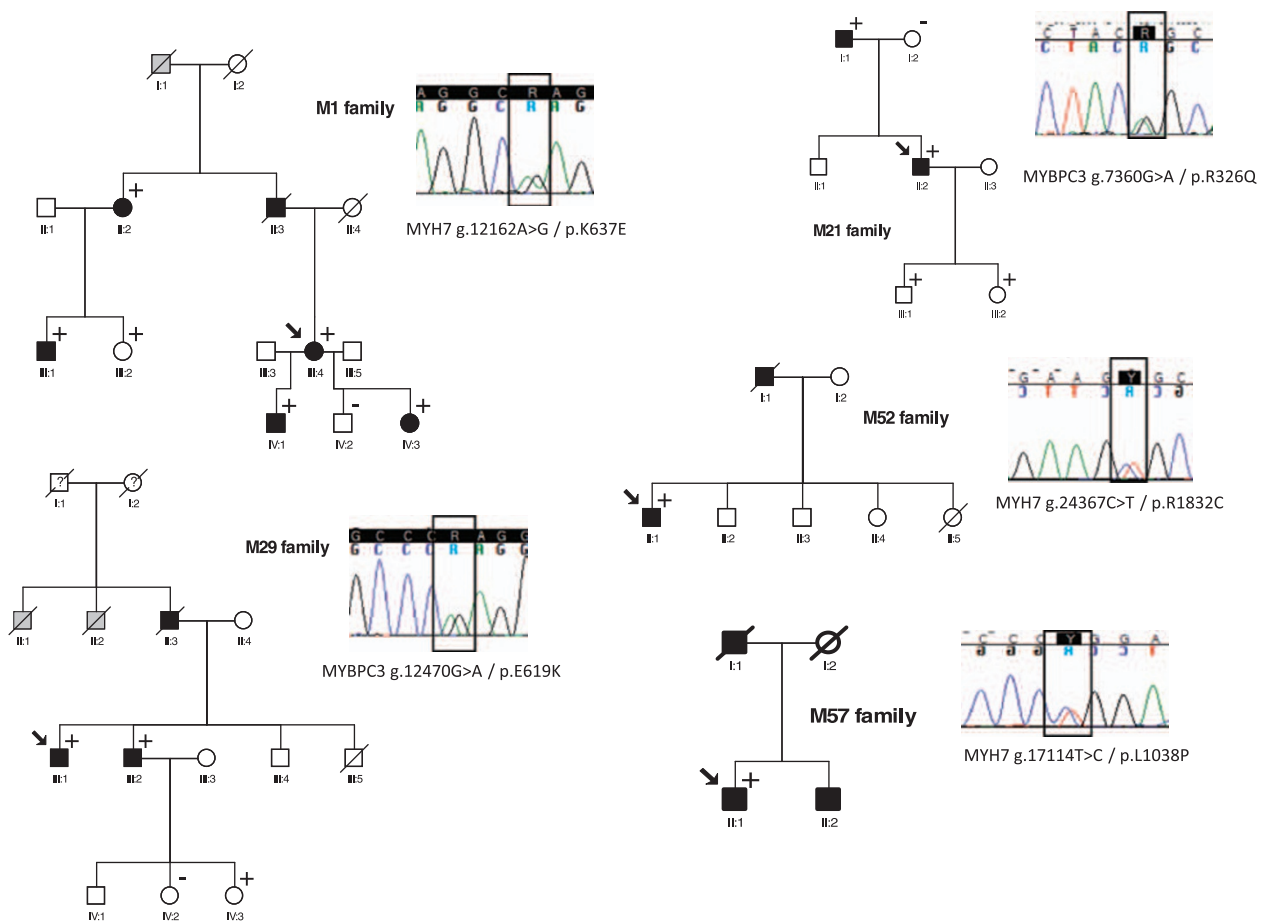 I:1 I:2
M1 family
A G G C R A G
A G G C R A G
+
II:1 II:2 II:3 II:4
MYH7 g.12162A>G / p.K637E
+ + +
III:1 III:2 III:3 III:4 III:5
+ - +
IV:1 IV:2 IV:3
? ?
I:1 I:2
M29 family
G C C C R A G G
G C C C R A G G
II:1 II:2 II:3 II:4
MYBPC3 g.12470G>A / p.E619K
+ +
III:1 III:2 III:3 III:4 III:5
- +
IV:1 IV:2 IV:3
+ -
I:1 I:2
C T A C R G C
C T A C R G C
+
II:1 II:2 II:3
MYBPC3 g.7360G>A / p.R326Q
M21 family
+ +
III:1 III:2
I:1 I:2
M52 family
G A A G Y G C
MYH7 g.24367C>T / p.R1832C
+
II:1 II:2 II:3 II:4 II:5
I:1 I:2
M57 family
C C C Y G G A
MYH7 g.17114T>C / p.L1038P
+
II:1 II:2